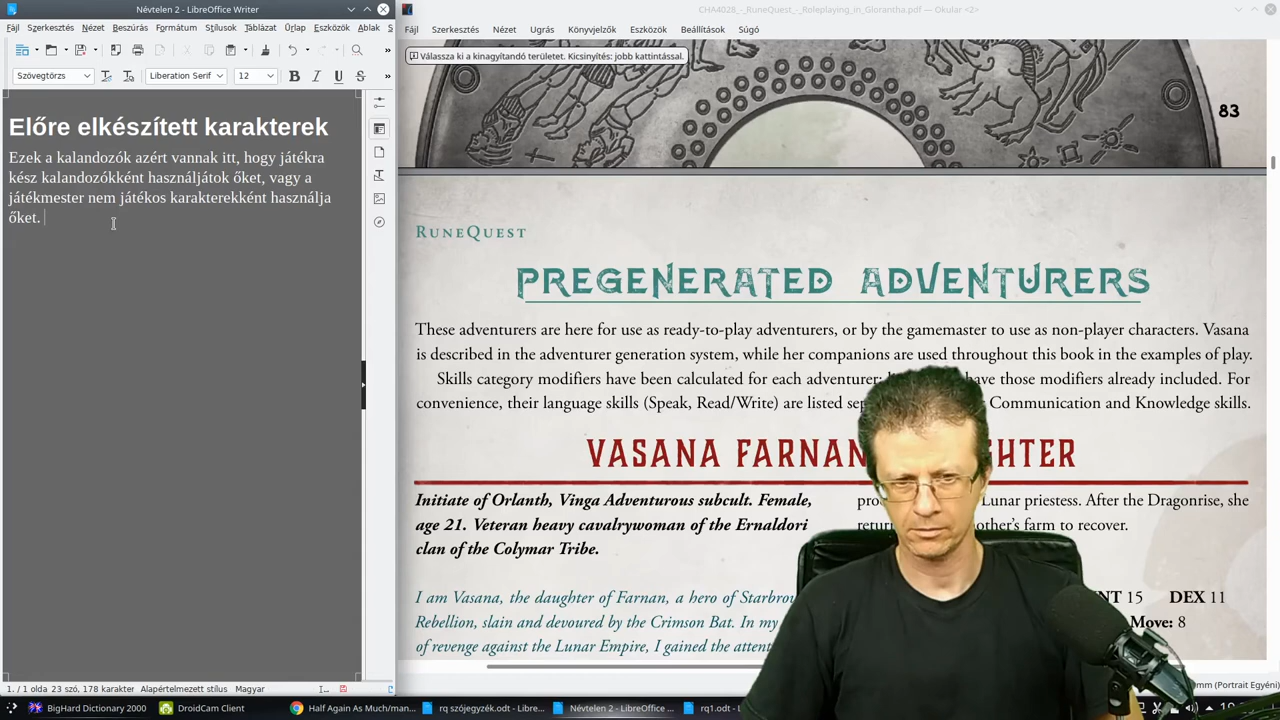 Névtelen 2 - LibreOffice Writer
Fájl Szerkesztés Nézet Beszúrás Formátum Stílusok Táblázat Űrlap Eszközök Ablak S
Szövegtörzs
Liberation Serif
12
Előre elkészített karakterek
Ezek a kalandozók azért vannak itt, hogy játékra
kész kalandozókként használjátok őket, vagy a
játékmester nem játékos karakterekként használja
őket.
1. / 1 olda 23 szó, 178 karakter Alapértelmezett stílus Magyar
CHA4028_-_RuneQuest_-_Roleplaying_in_Glorantha.pdf — Okular <2>
Fájl Szerkesztés Nézet Ugrás Könyvjelzők Eszközök Beállítások Súgó
Válassza ki a kinagyítandó területet. Kicsinyítés: jobb kattintással.
83
RuneQuest
PREGENERATED ADVENTURERS
These adventurers are here for use as ready-to-play adventurers, or by the gamemaster to use as non-player characters. Vasana
is described in the adventurer generation system, while her companions are used throughout this book in the examples of play.
Skills category modifiers have been calculated for each adventurer; have those modifiers already included. For
convenience, their language skills (Speak, Read/Write) are listed Communication and Knowledge skills.
VASANA
Initiate of Orlanth, Vinga Adventurous subcult. Female,
age 21. Veteran heavy cavalrywoman of the Ernaldori
clan of the Colymar Tribe.
Lunar priestess. After the Dragonrise, she
farm to recover.
I am Vasana, the daughter of Farnan, a hero of
Rebellion, slain and devoured by the Crimson Bat. In my
of revenge against the Lunar Empire, I gained the
15 DEX 11
Move: 8
mm (Portrait Egyéni)
BigHard Dictionary 2000 DroidCam Client Half Again As Much/man... rq szójegyzék.odt - Libre... Névtelen 2 - LibreOffice ... rq1.odt - L